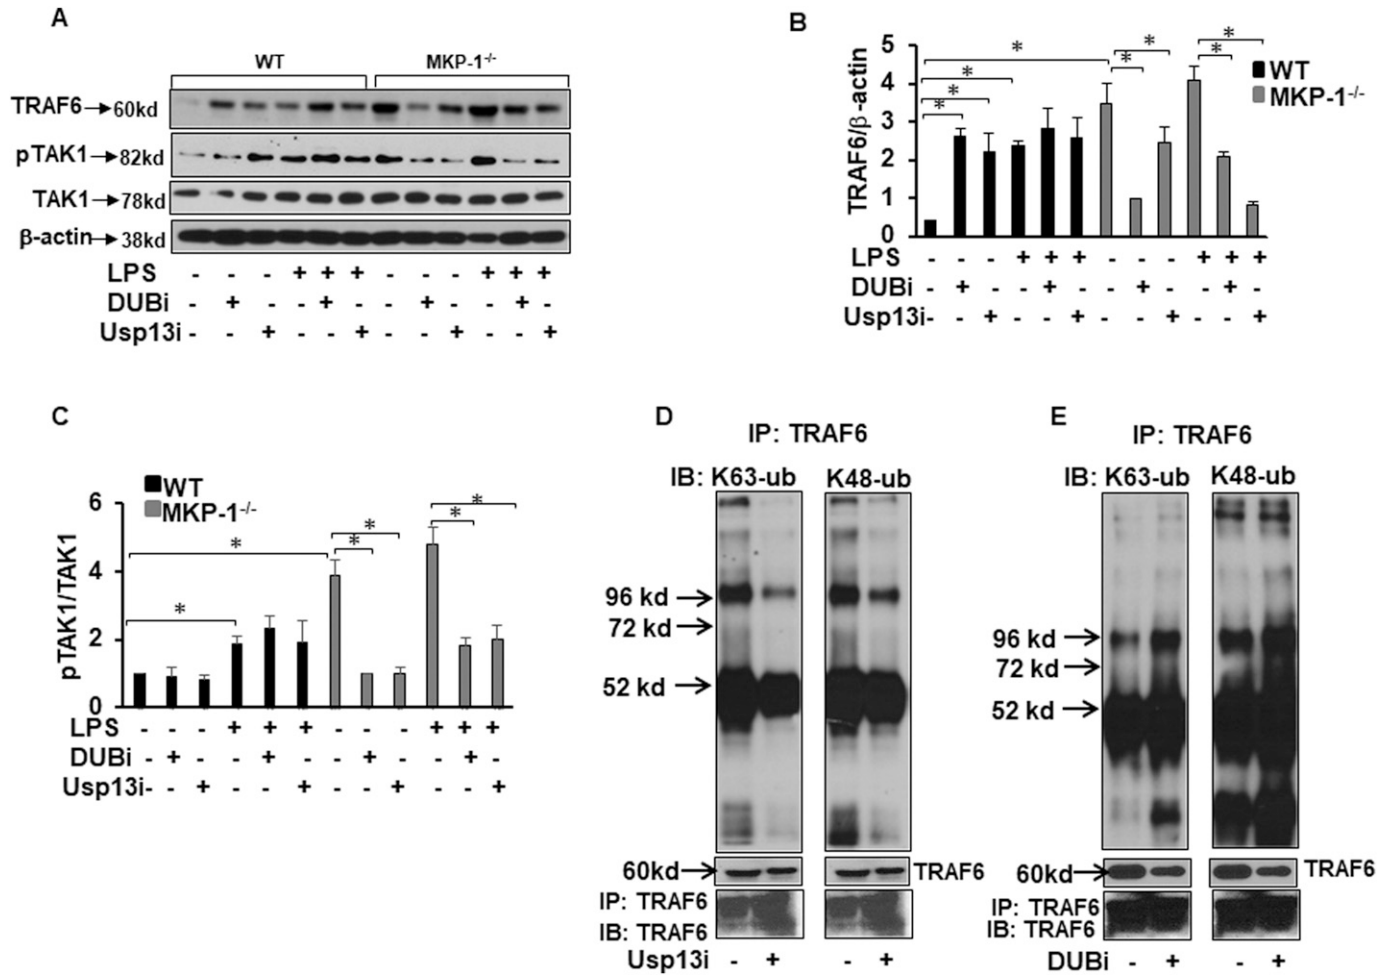 A
WT MKP-1-/-
TRAF6 60kd
pTAK1 82kd
TAK1 78kd
β-actin 38kd
LPS - - - + + + - - - + + +
DUBi - + - - + - - + - - + -
Usp13i - - + - - + - - + - - +
B
TRAF6/β-actin
5
4
3
2
1
0
* * * * * * * *
WT
MKP-1-/-
LPS - - - + + + - - - + + +
DUBi - + - - + - - + - - + -
Usp13i- - + - - + - - + - - +
C
pTAK1/TAK1
6
4
2
0
WT
MKP-1-/-
* * * * * *
LPS - - - + + + - - - + + +
DUBi - + - - + - - + - - + -
Usp13i- - + - - + - - + - - +
D
IP: TRAF6
IB: K63-ub K48-ub
96 kd
72 kd
52 kd
60kd TRAF6
IP: TRAF6
IB: TRAF6
Usp13i - + - +
E
IP: TRAF6
IB: K63-ub K48-ub
96 kd
72 kd
52 kd
60kd TRAF6
IP: TRAF6
IB: TRAF6
DUBi - + - +